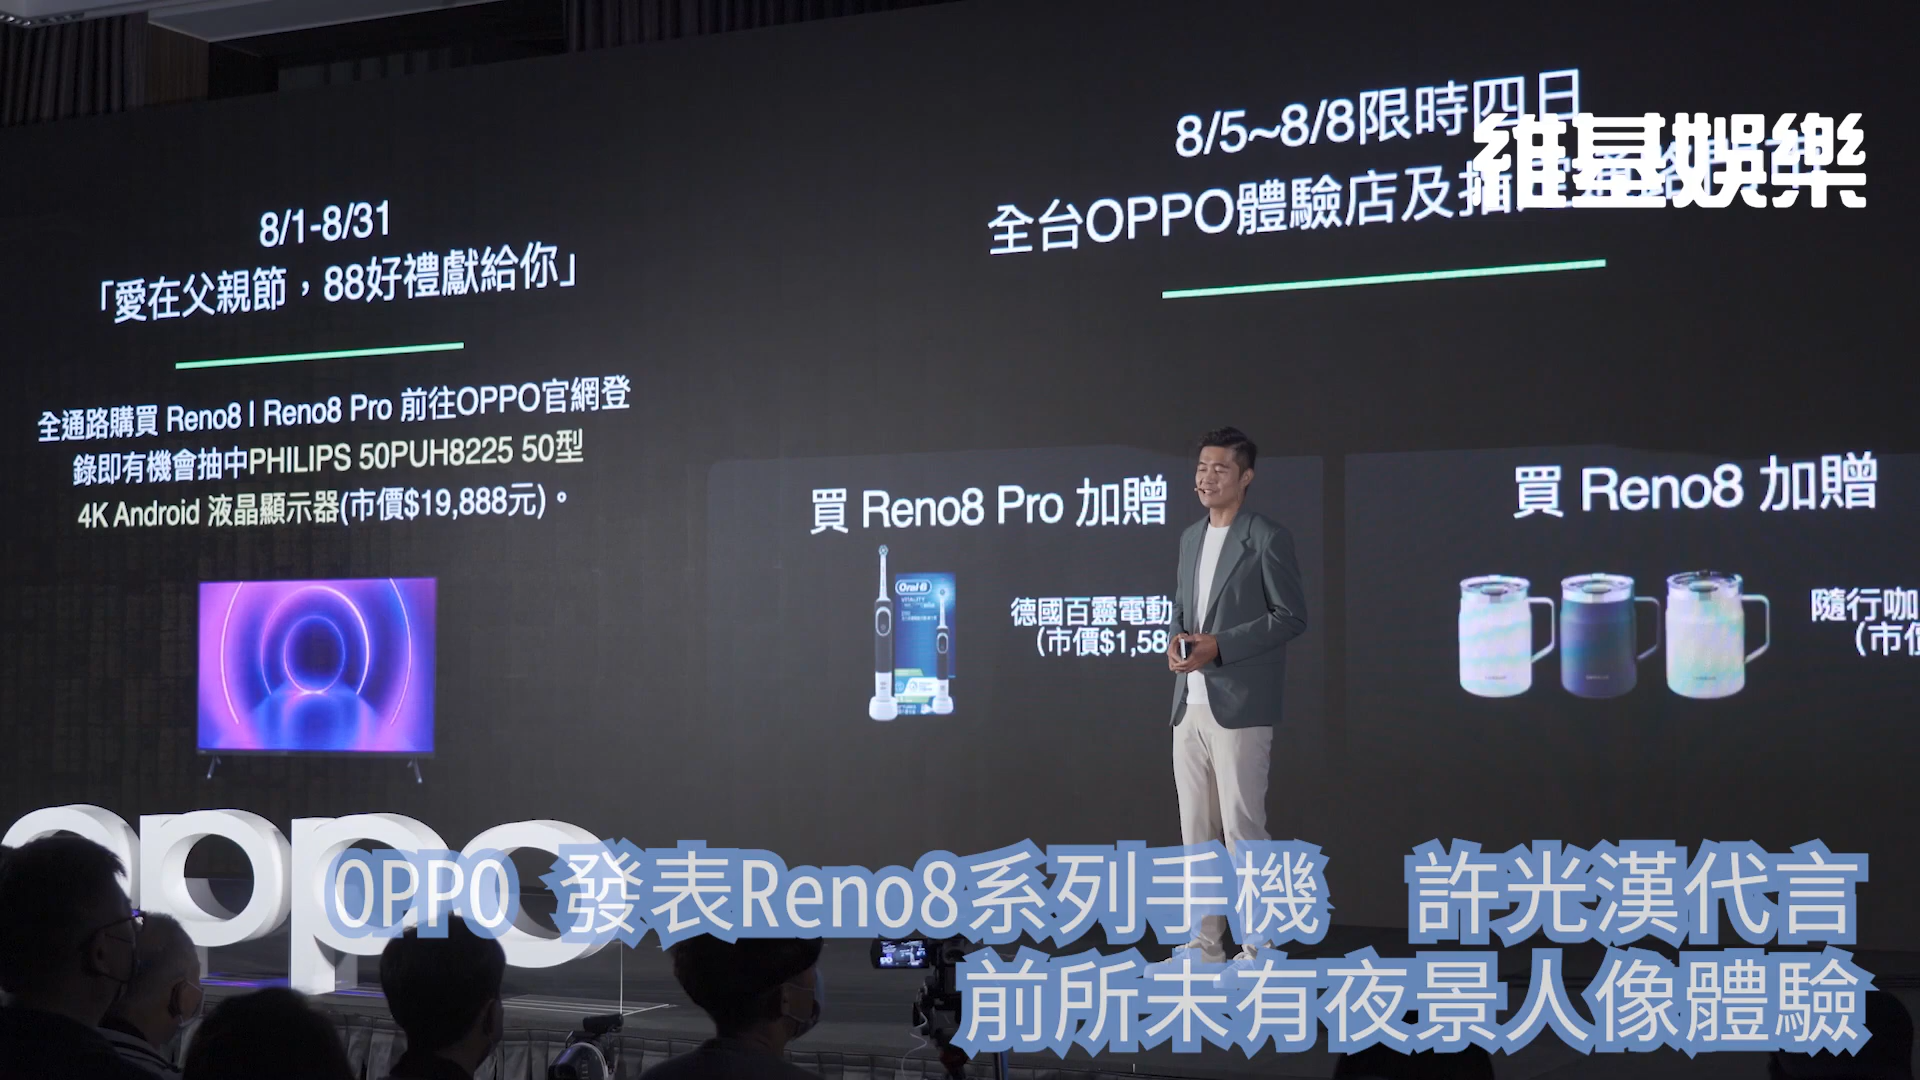 8/1-8/31
「愛在父親節，88好禮獻給你」
全通路購買 Reno8 | Reno8 Pro 前往OPPO官網登
錄即有機會抽中PHILIPS 50PUH8225 50型
4K Android 液晶顯示器(市價$19,888元)。
8/5~8/8限時四日
全台OPPO體驗店及
維基娛樂
買 Reno8 Pro 加贈
Oral-B
VITALITY
德國百靈電動
(市價$1,58
買 Reno8 加贈
隨行咖
(市價
oppo
OPPO 發表Reno8系列手機 許光漢代言
前所未有夜景人像體驗